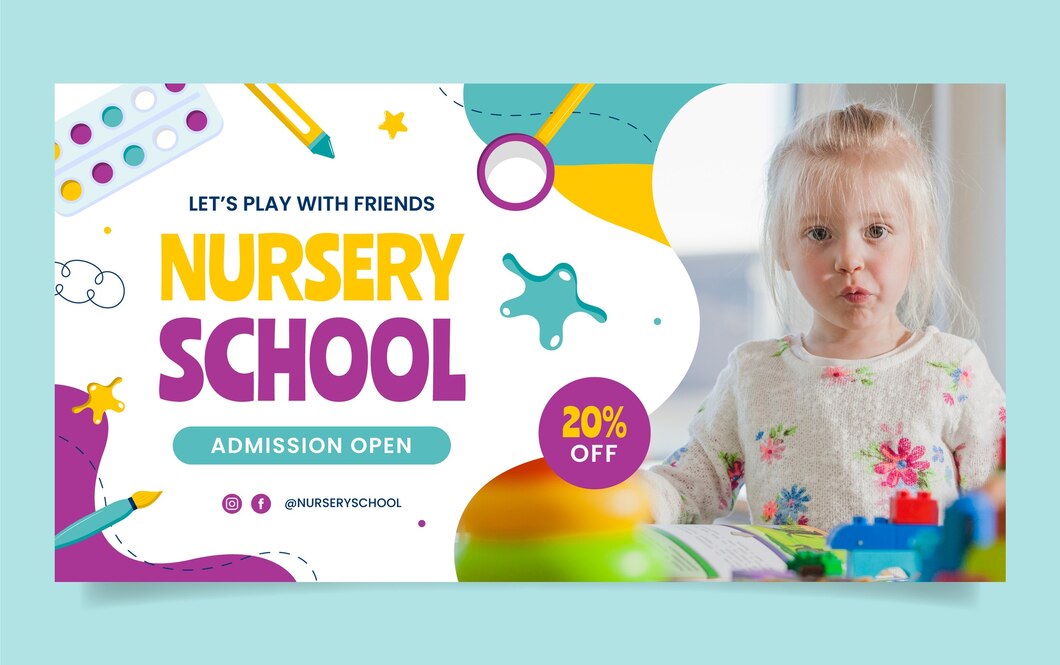 LET'S PLAY WITH FRIENDS
NURSERY
SCHOOL
ADMISSION OPEN
@NURSERYSCHOOL
20%
OFF